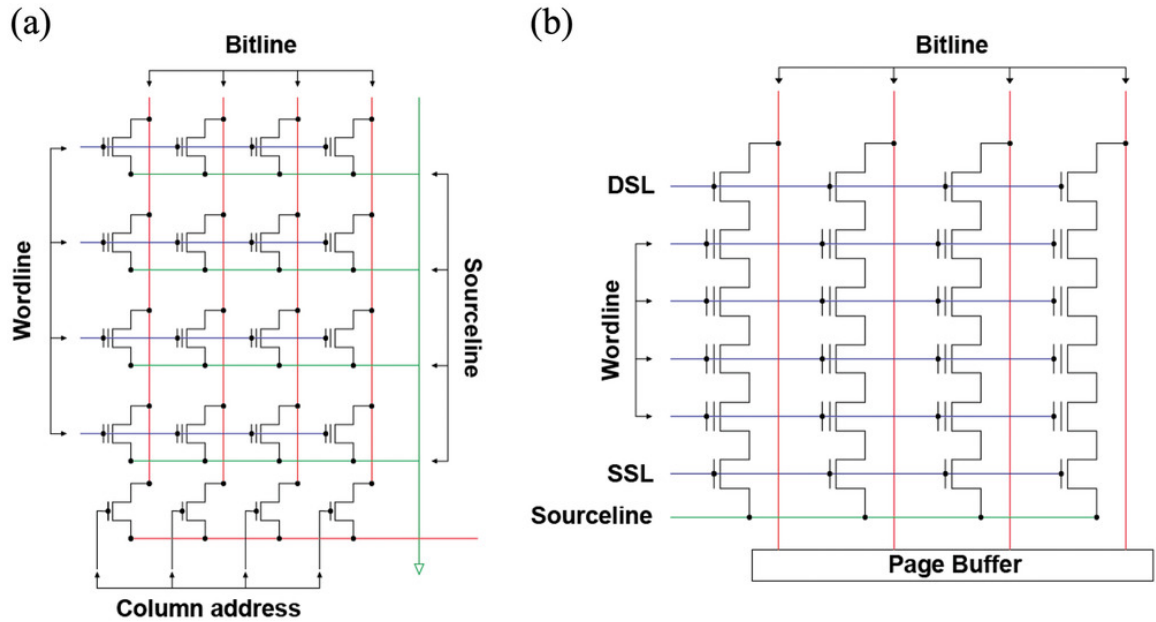 (a)
Bitline
Wordline
Sourceline
Column address
(b)
Bitline
DSL
Wordline
SSL
Sourceline
Page Buffer